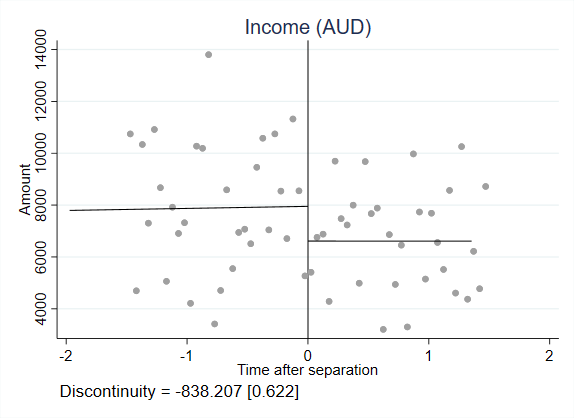 Income (AUD)
14000
12000
10000
8000
6000
4000
Amount
-2
-1
0
1
2
Time after separation
Discontinuity = -838.207 [0.622]